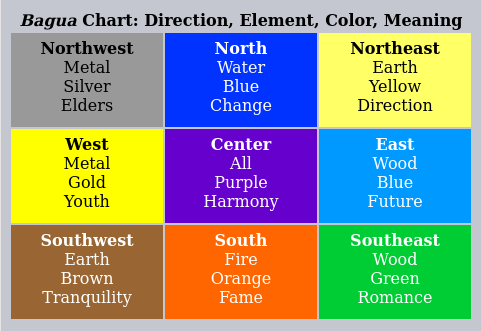 Bagua Chart: Direction, Element, Color, Meaning
Northwest
Metal
Silver
Elders
North
Water
Blue
Change
Northeast
Earth
Yellow
Direction
West
Metal
Gold
Youth
Center
All
Purple
Harmony
East
Wood
Blue
Future
Southwest
Earth
Brown
Tranquility
South
Fire
Orange
Fame
Southeast
Wood
Green
Romance